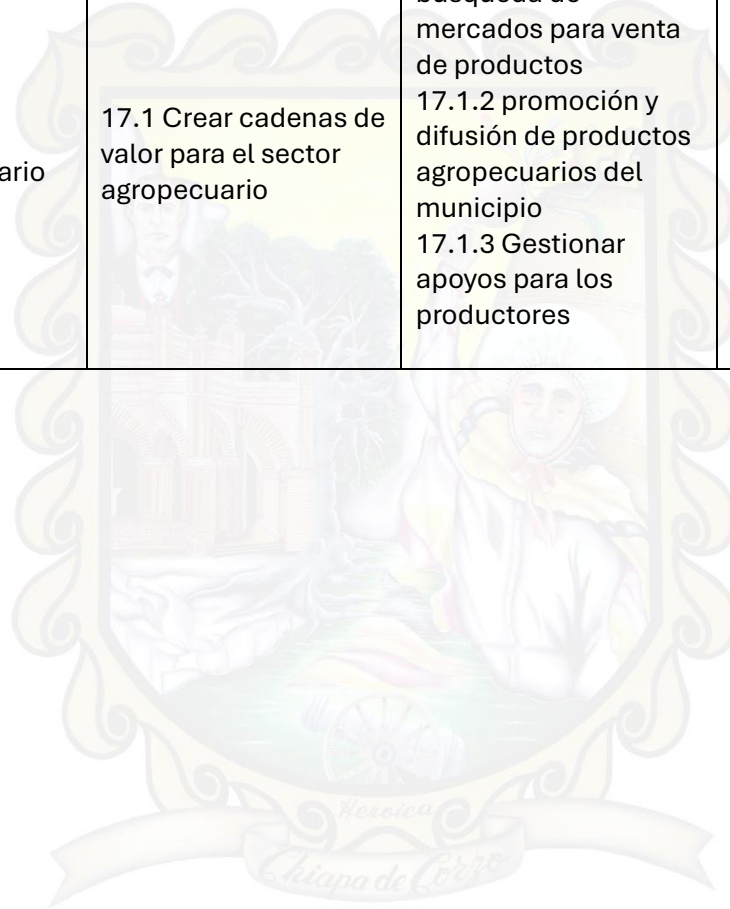 mercados para venta
de productos
17.1.2 promoción y
difusión de productos
agropecuarios del
municipio
17.1.3 Gestionar
apoyos para los
productores
17.1 Crear cadenas de
valor para el sector
agropecuario
ario
Heroica
Chiapa de Corzo